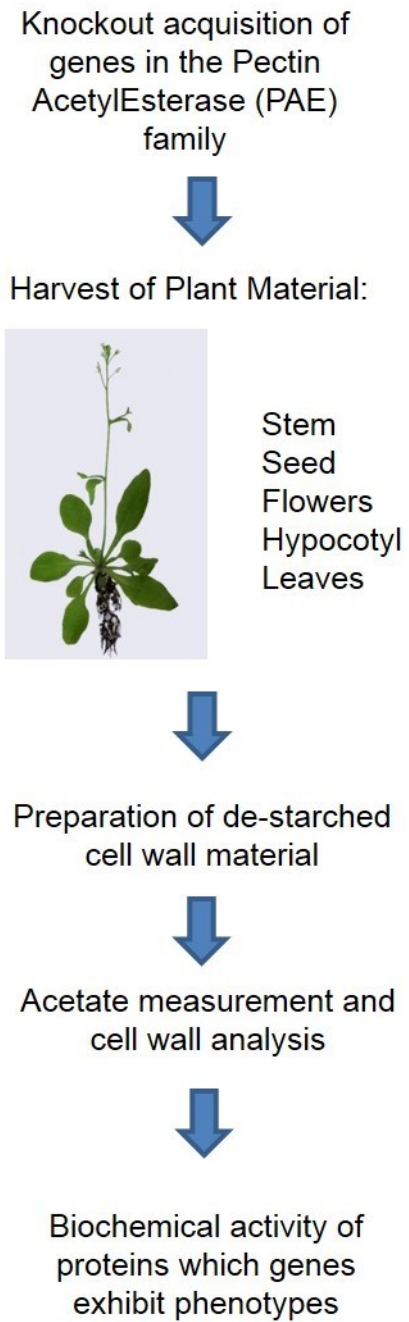 Knockout acquisition of
genes in the Pectin
AcetylEsterase (PAE)
family
Harvest of Plant Material:
Stem
Seed
Flowers
Hypocotyl
Leaves
Preparation of de-starched
cell wall material
Acetate measurement and
cell wall analysis
Biochemical activity of
proteins which genes
exhibit phenotypes